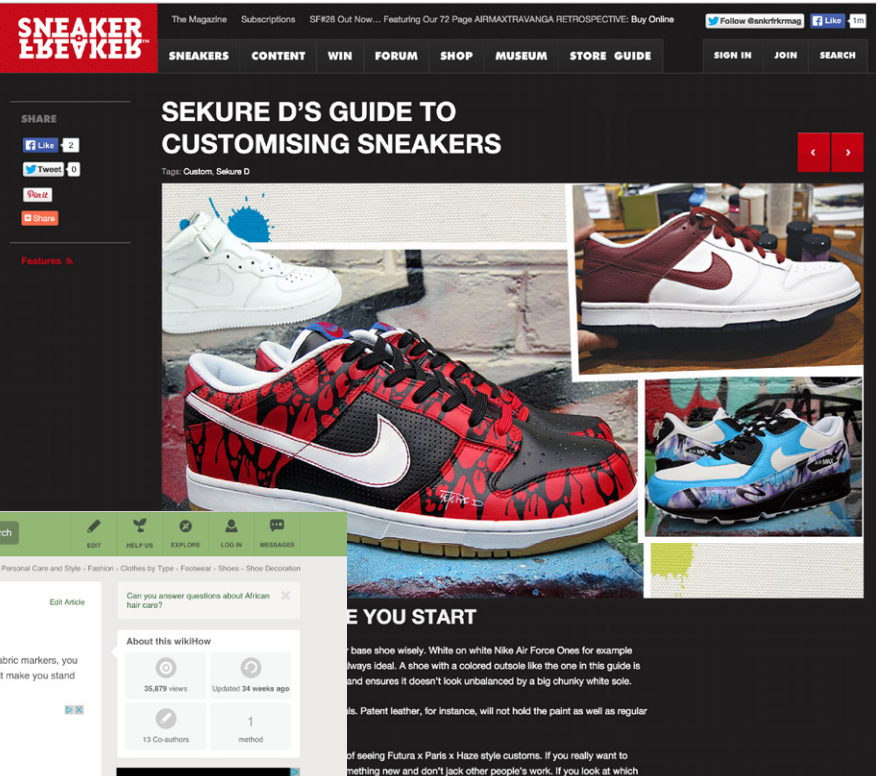 SNEAKER
FREAKER
The Magazine Subscriptions SF#28 Out Now... Featuring Our 72 Page AIRMAXTRAVANGA RETROSPECTIVE: Buy Online
Follow @snkrfrkrmag
Like 1m
SNEAKERS CONTENT WIN FORUM SHOP MUSEUM STORE GUIDE
SIGN IN JOIN SEARCH
SHARE
Like 2
Tweet 0
Pin it
Share
Features
SEKURE D'S GUIDE TO
CUSTOMISING SNEAKERS
Tags: Custom, Sekure D
‹ ›
AIR MAX
SEKURE D
E YOU START
base shoe wisely. White on white Nike Air Force Ones for example
lways ideal. A shoe with a colored outsole like the one in this guide is
and ensures it doesn't look unbalanced by a big chunky white sole.
ls. Patent leather, for instance, will not hold the paint as well as regular
of seeing Futura x Paris x Haze style customs. If you really want to
mething new and don't jack other people's work. If you look at which
rch
EDIT HELP US EXPLORE LOG IN MESSAGES
Personal Care and Style - Fashion - Clothes by Type - Footwear - Shoes - Shoe Decoration
Edit Article
Can you answer questions about African
hair care?
abric markers, you
t make you stand
About this wikiHow
35,879 views
Updated 34 weeks ago
13 Co-authors
1
method